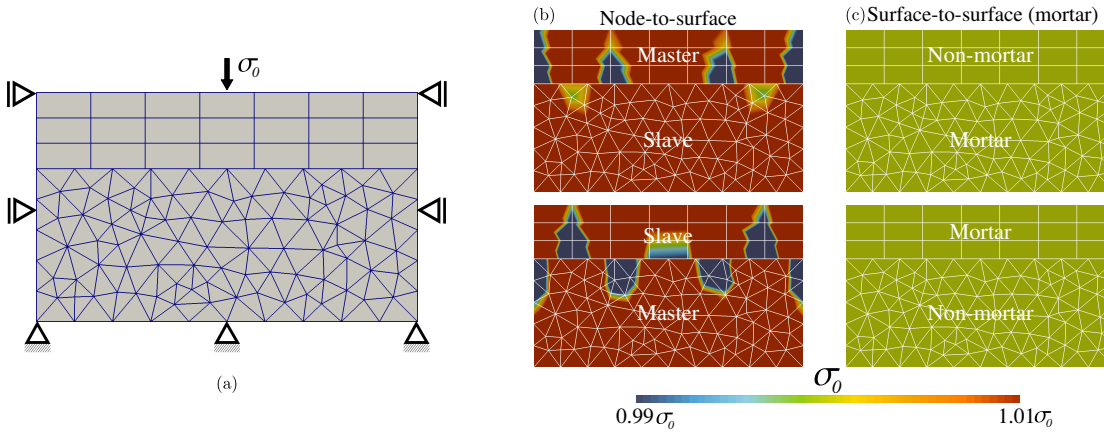 σ₀
(a)
(b)
Node-to-surface
Master
Slave
Slave
Master
(c) Surface-to-surface (mortar)
Non-mortar
Mortar
Mortar
Non-mortar
σ₀
0.99σ₀
1.01σ₀